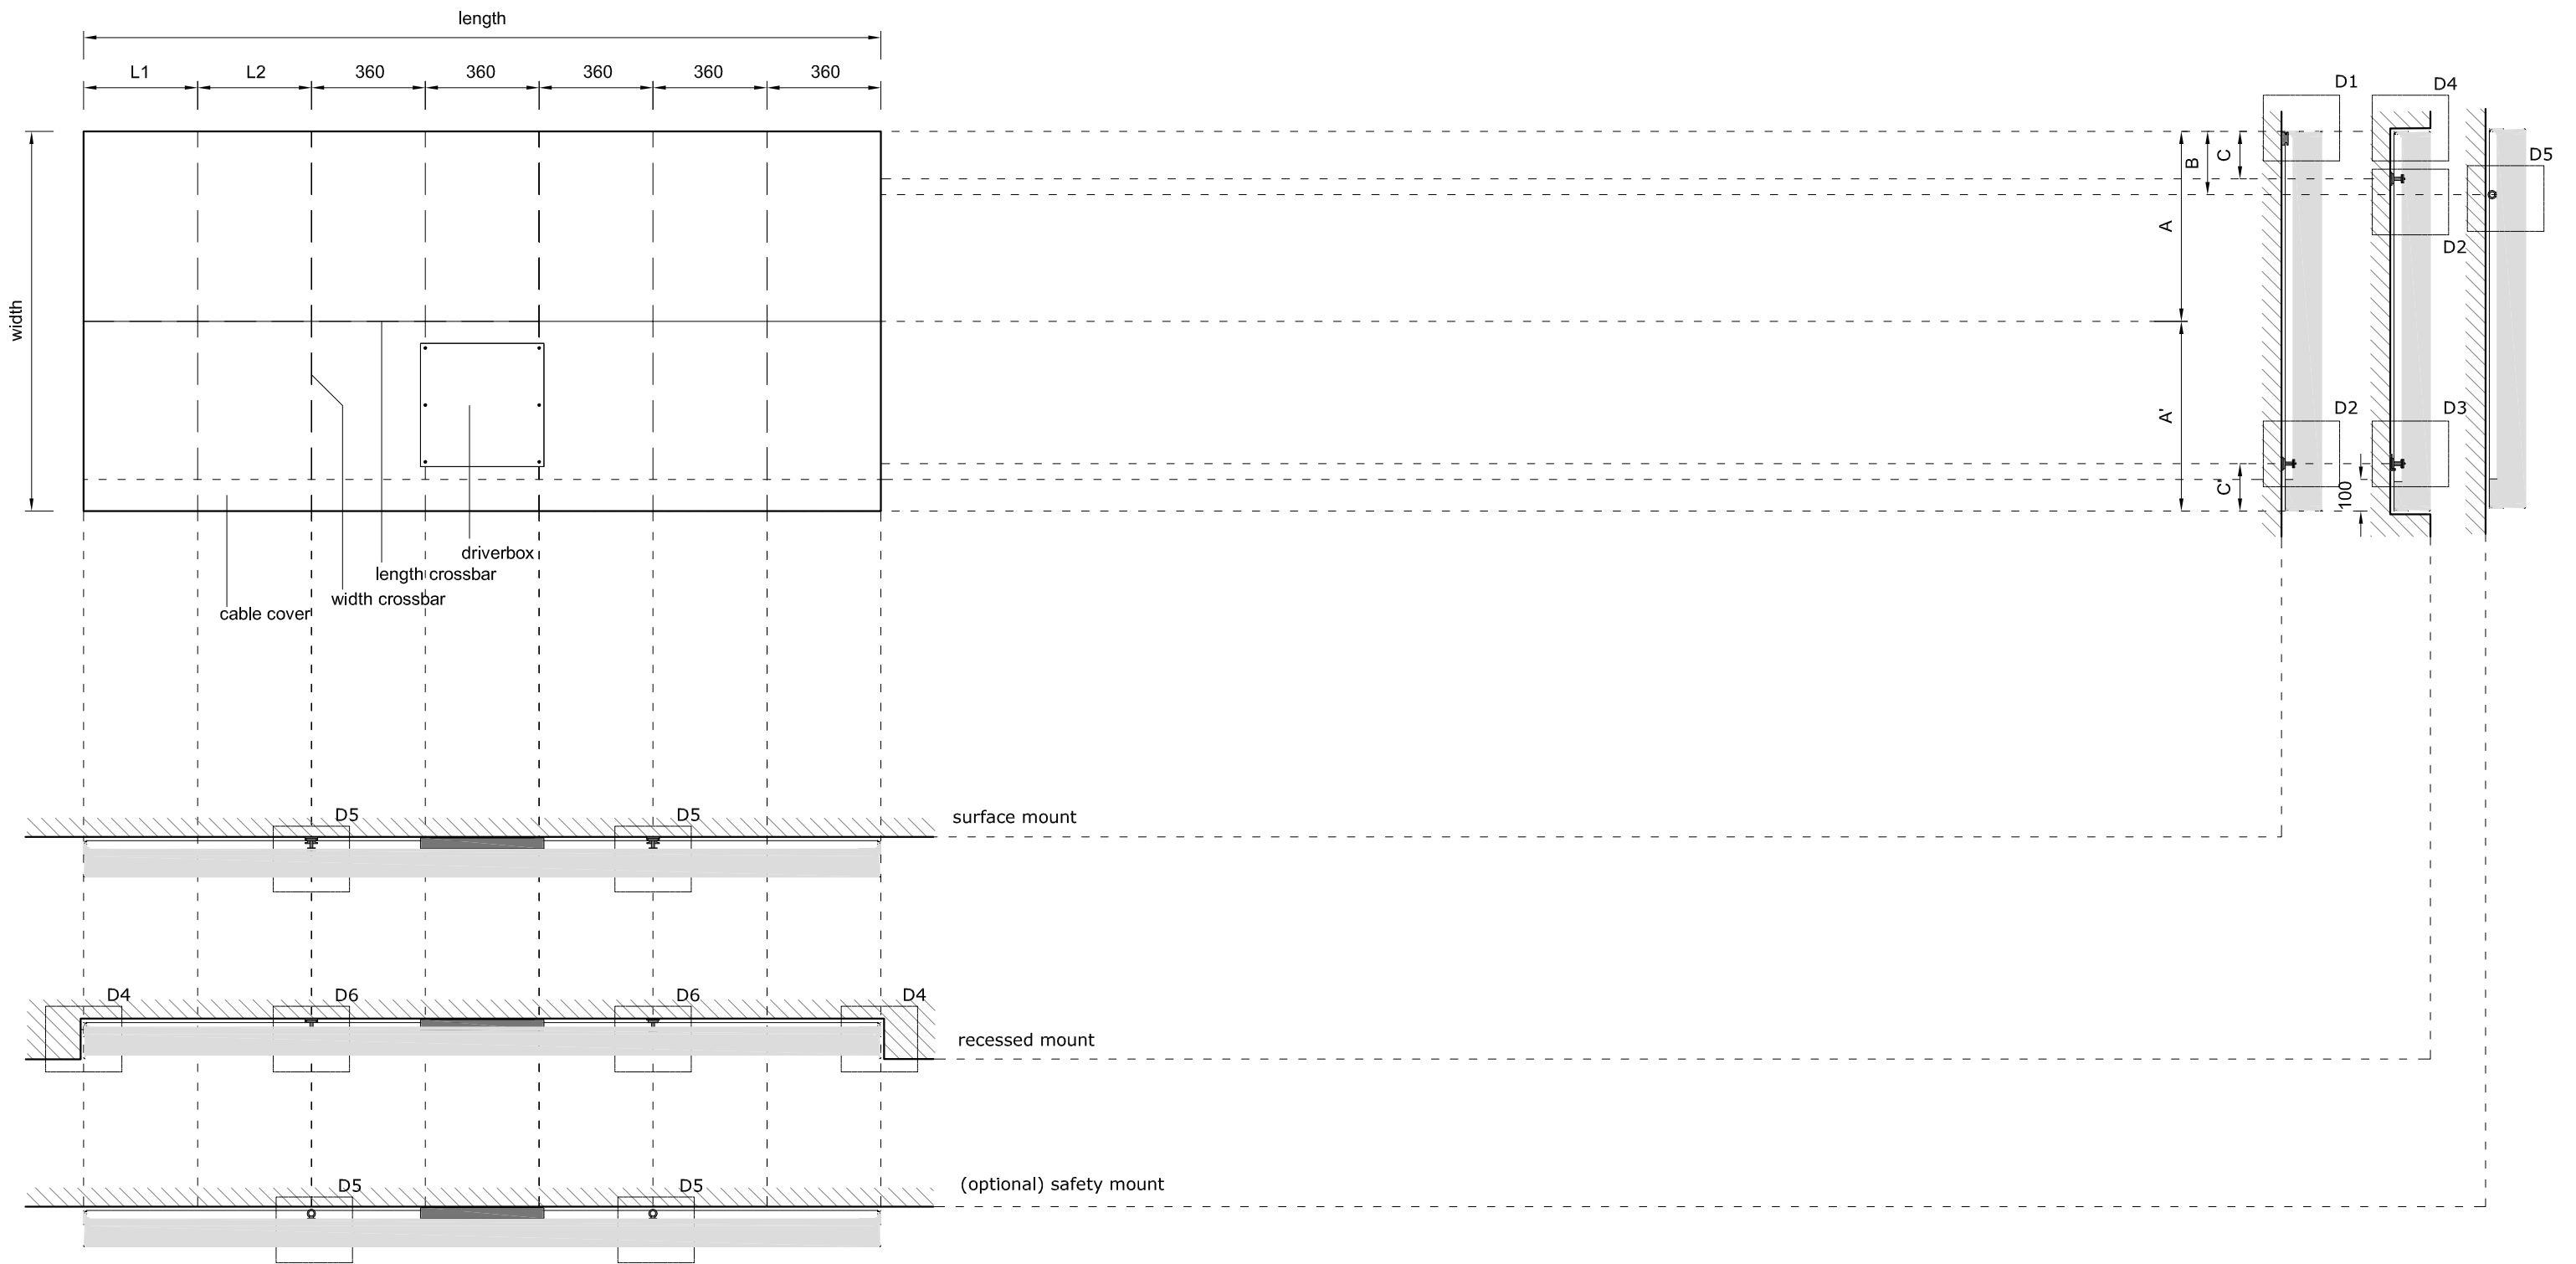 length
L1 L2 360 360 360 360 360
D1 D4
D5
B C
A
D2
width
A'
D2 D3
C' 100
driverbox
length crossbar
width crossbar
cable cover
D5 D5
surface mount
D4 D6 D6 D4
recessed mount
D5 D5
(optional) safety mount